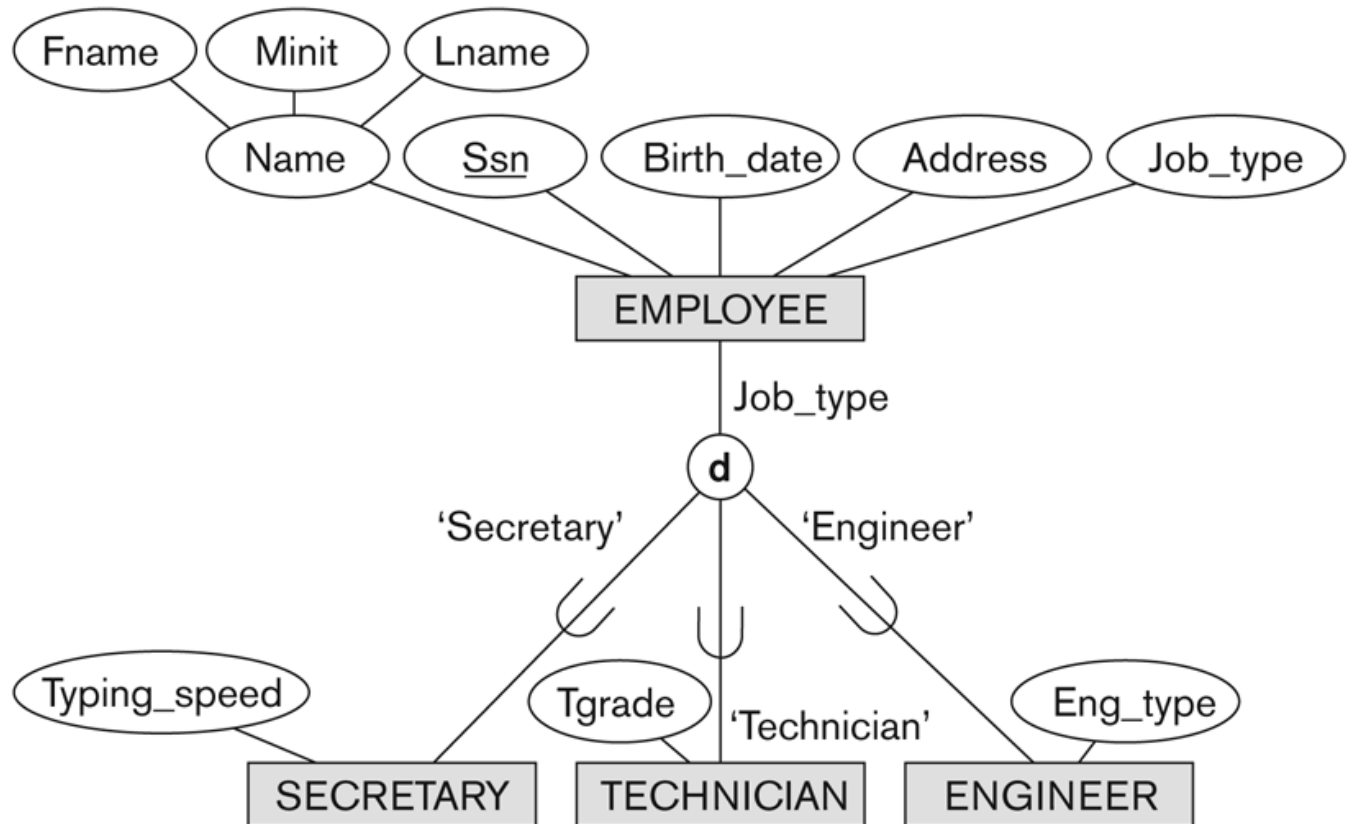 Fname
Minit
Lname
Name
Ssn
Birth_date
Address
Job_type
EMPLOYEE
Job_type
d
‘Secretary’
‘Engineer’
Typing_speed
Tgrade
‘Technician’
Eng_type
SECRETARY
TECHNICIAN
ENGINEER